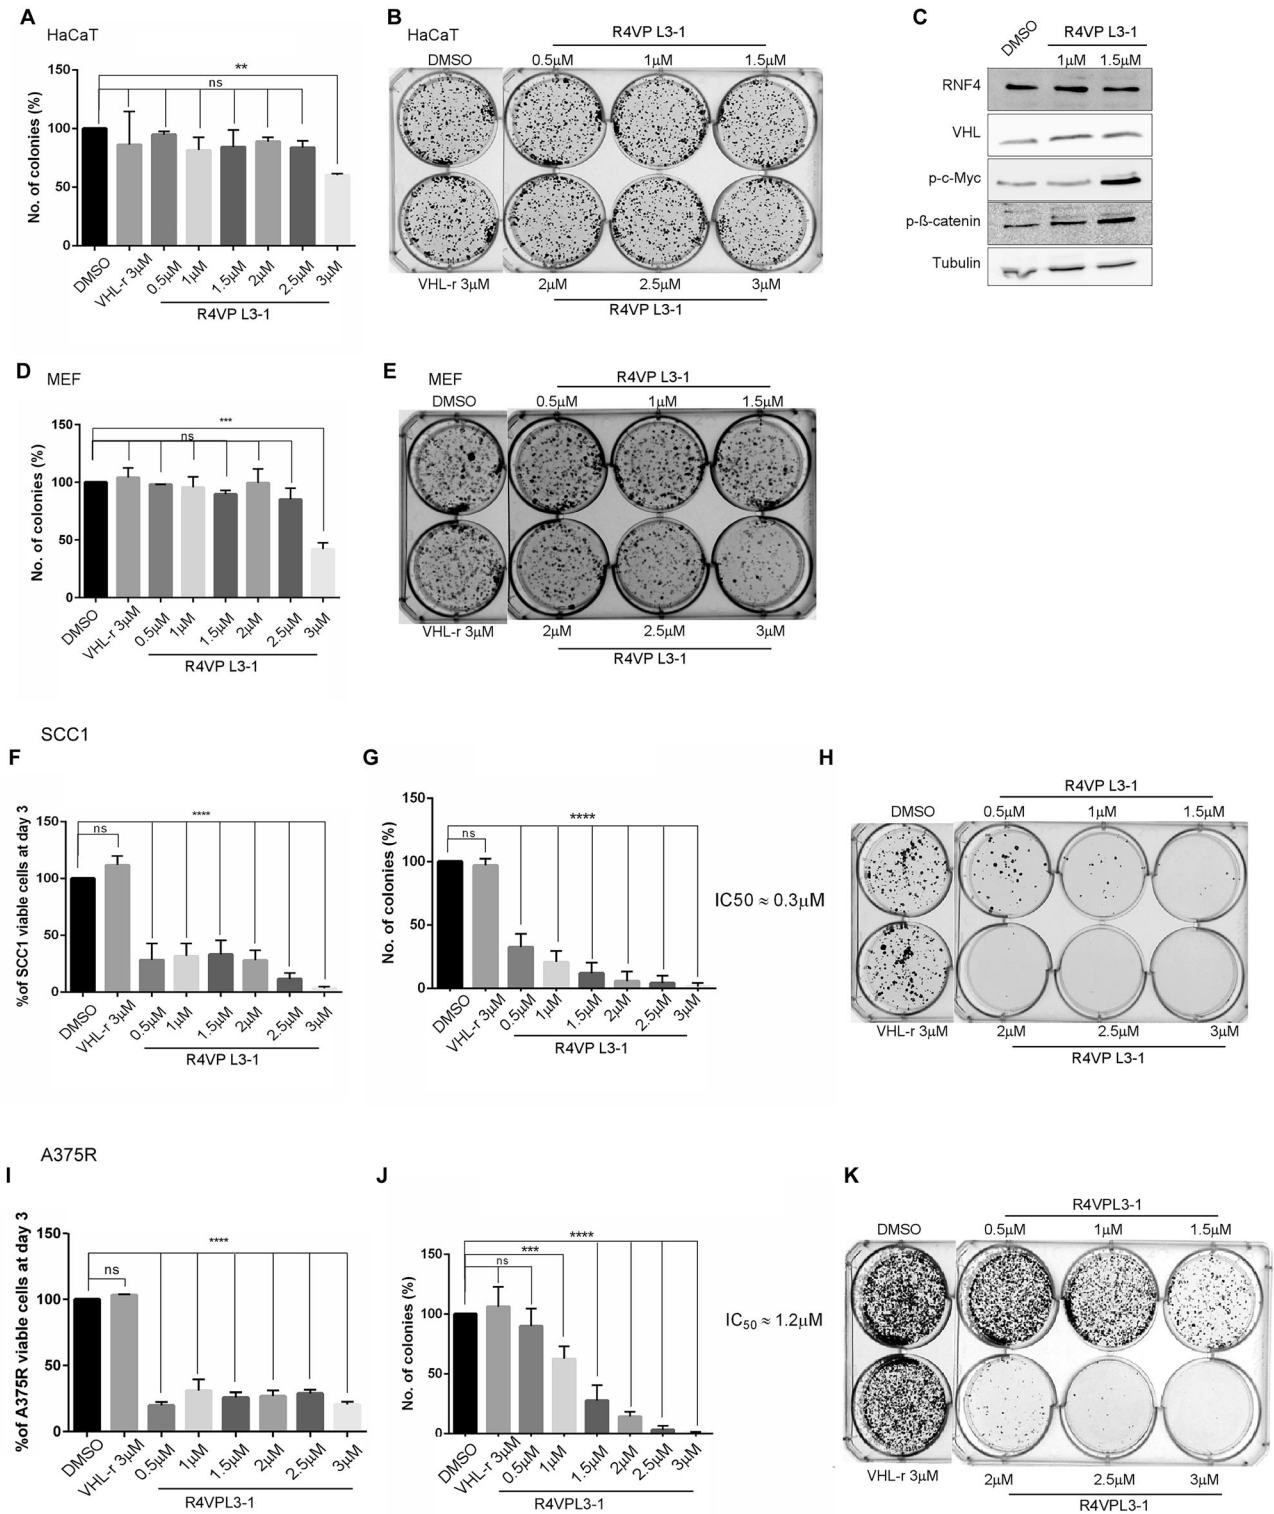 A
HaCaT
No. of colonies (%)
150
100
50
0
**
ns
DMSO
VHL-r 3µM
0.5µM
1µM
1.5µM
2µM
2.5µM
3µM
R4VP L3-1
B
HaCaT
R4VP L3-1
DMSO
0.5µM
1µM
1.5µM
VHL-r 3µM
2µM
2.5µM
3µM
R4VP L3-1
C
DMSO
R4VP L3-1
1µM
1.5µM
RNF4
VHL
p-c-Myc
p-ß-catenin
Tubulin
D
MEF
No. of colonies (%)
150
100
50
0
***
ns
DMSO
VHL-r 3µM
0.5µM
1µM
1.5µM
2µM
2.5µM
3µM
R4VP L3-1
E
MEF
R4VP L3-1
DMSO
0.5µM
1µM
1.5µM
VHL-r 3µM
2µM
2.5µM
3µM
R4VP L3-1
SCC1
F
%of SCC1 viable cells at day 3
150
100
50
0
****
ns
DMSO
VHL-r 3µM
0.5µM
1µM
1.5µM
2µM
2.5µM
3µM
R4VP L3-1
G
No. of colonies (%)
150
100
50
0
****
ns
DMSO
VHL-r 3µM
0.5µM
1µM
1.5µM
2µM
2.5µM
3µM
R4VP L3-1
IC50 ≈ 0.3µM
H
R4VP L3-1
DMSO
0.5µM
1µM
1.5µM
VHL-r 3µM
2µM
2.5µM
3µM
R4VP L3-1
A375R
I
%of A375R viable cells at day 3
150
100
50
0
****
ns
DMSO
VHL-r 3µM
0.5µM
1µM
1.5µM
2µM
2.5µM
3µM
R4VPL3-1
J
No. of colonies (%)
150
100
50
0
****
***
ns
DMSO
VHL-r 3µM
0.5µM
1µM
1.5µM
2µM
2.5µM
3µM
R4VPL3-1
IC50 ≈ 1.2µM
K
R4VPL3-1
DMSO
0.5µM
1µM
1.5µM
VHL-r 3µM
2µM
2.5µM
3µM
R4VPL3-1